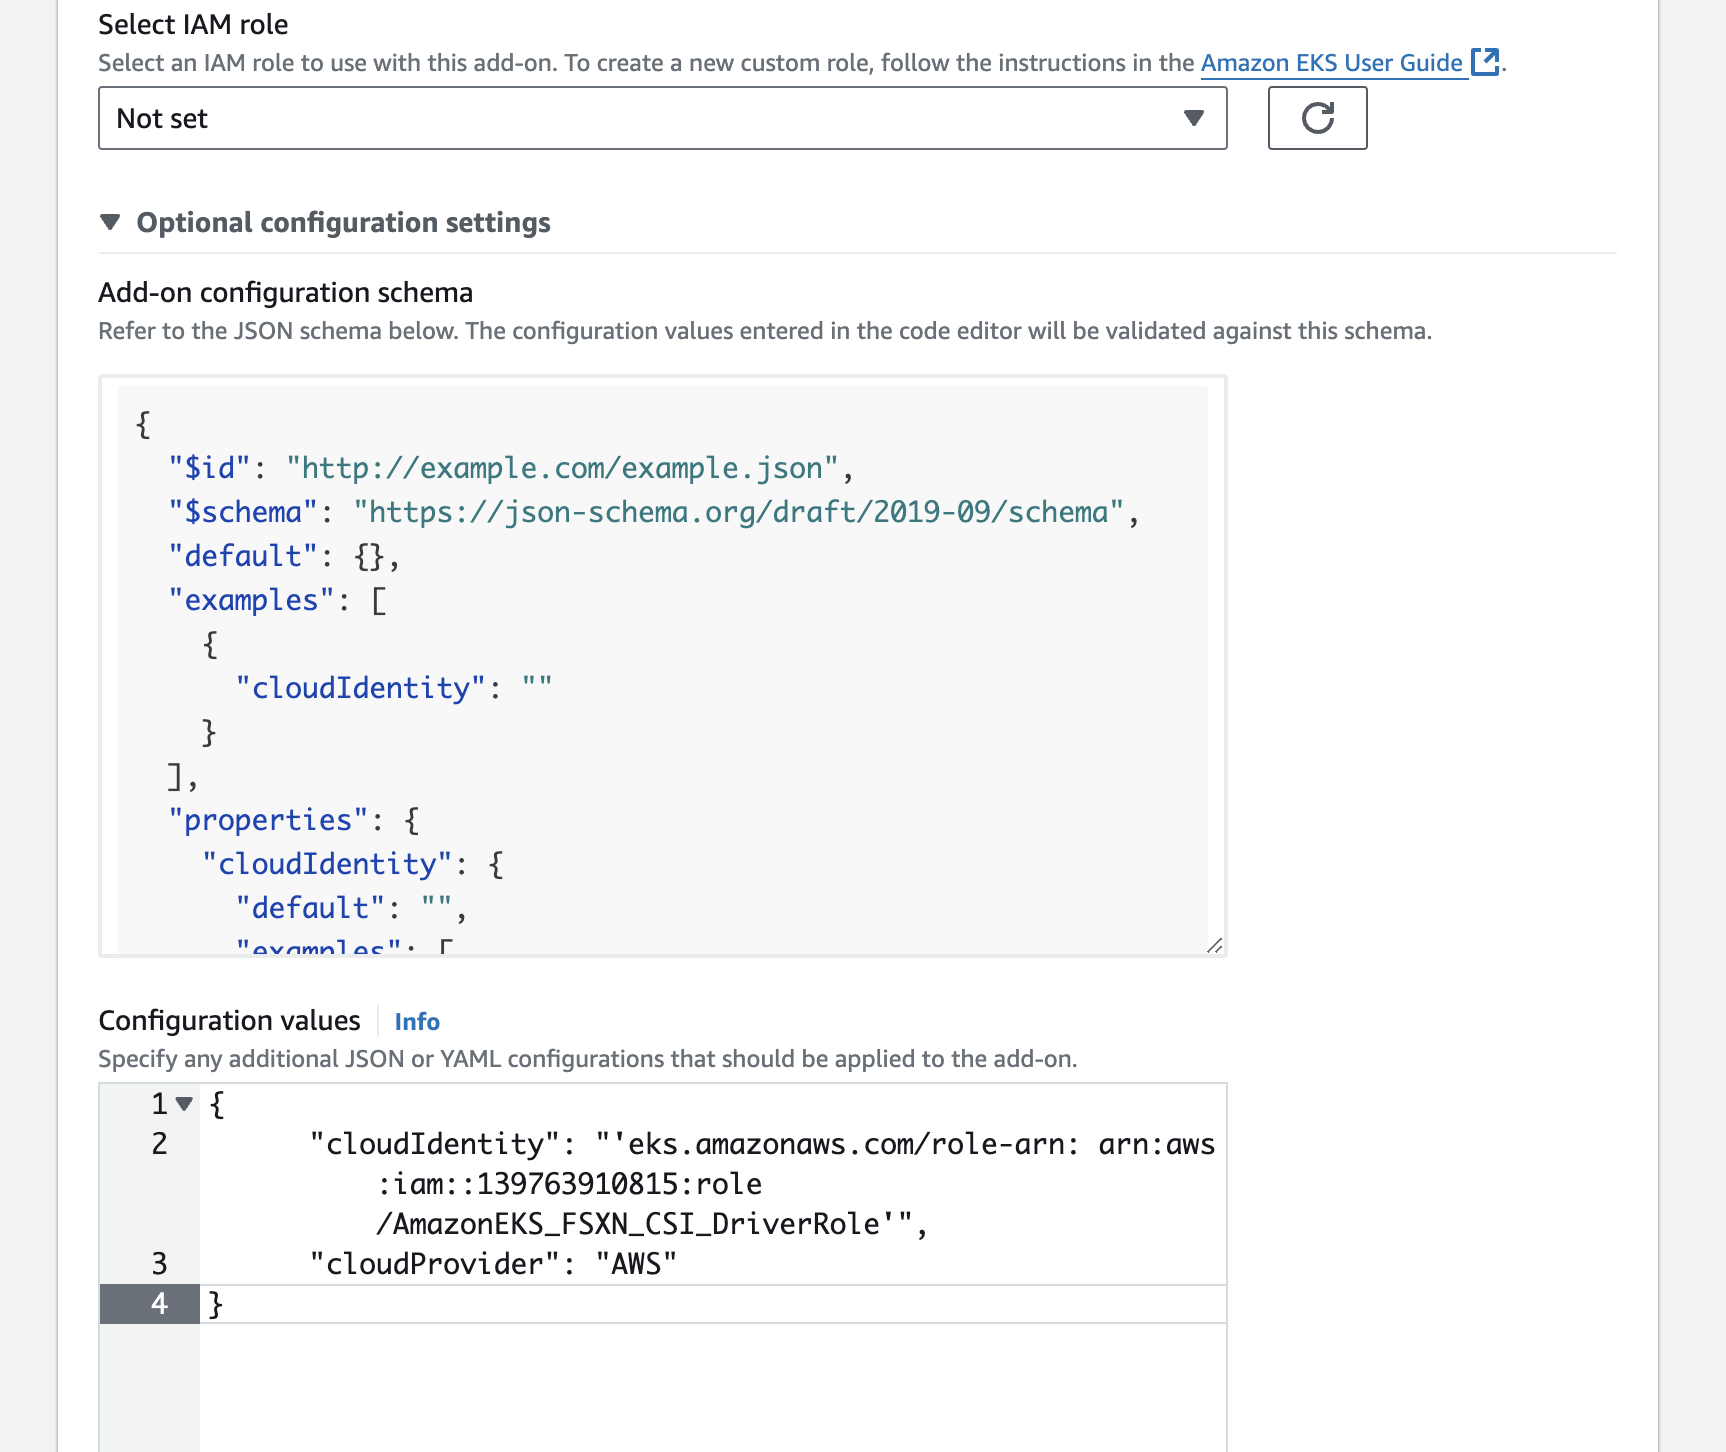 Select IAM role
Select an IAM role to use with this add-on. To create a new custom role, follow the instructions in the Amazon EKS User Guide.
Not set
Optional configuration settings
Add-on configuration schema
Refer to the JSON schema below. The configuration values entered in the code editor will be validated against this schema.
{
  "$id": "http://example.com/example.json",
  "$schema": "https://json-schema.org/draft/2019-09/schema",
  "default": {},
  "examples": [
    {
      "cloudIdentity": ""
    }
  ],
  "properties": {
    "cloudIdentity": {
      "default": "",
      "examples": [
Configuration values Info
Specify any additional JSON or YAML configurations that should be applied to the add-on.
1 {
2 "cloudIdentity": "'eks.amazonaws.com/role-arn: arn:aws
:iam::139763910815:role
/AmazonEKS_FSXN_CSI_DriverRole'",
3 "cloudProvider": "AWS"
4 }